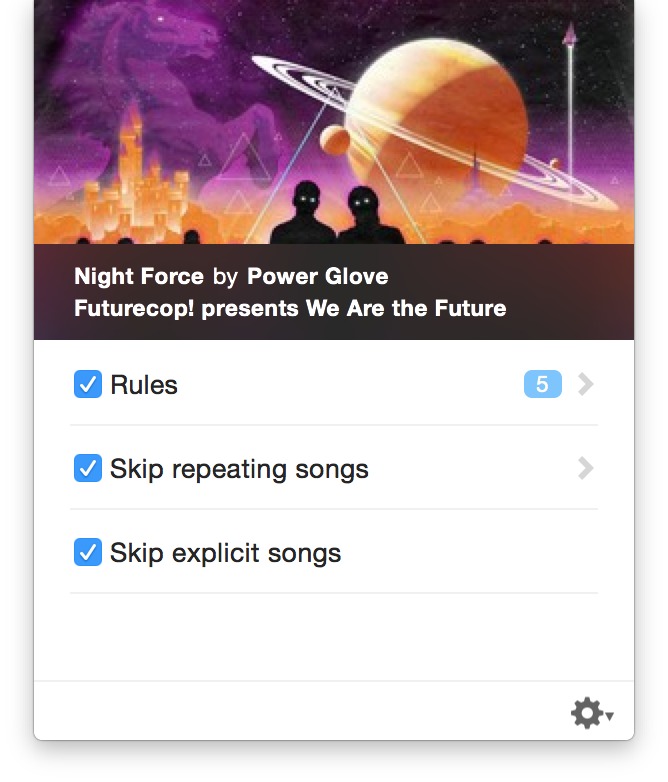 Night Force by Power Glove
Futurecop! presents We Are the Future
Rules 5
Skip repeating songs
Skip explicit songs